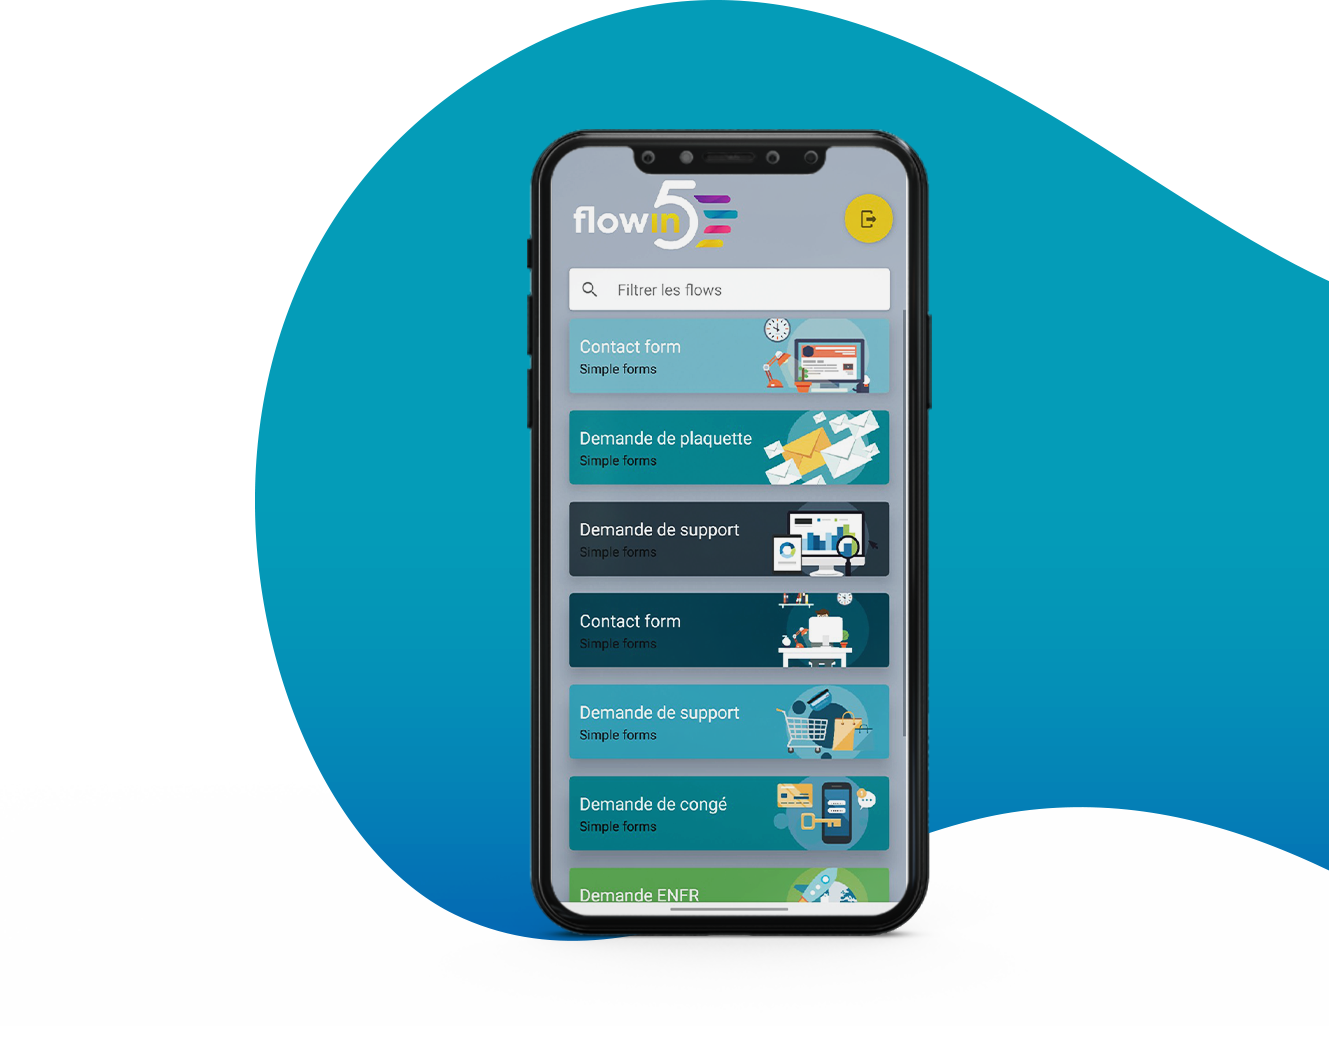 flowin5
Filtrer les flows
Contact form
Simple forms
Demande de plaquette
Simple forms
Demande de support
Simple forms
Contact form
Simple forms
Demande de support
Simple forms
Demande de congé
Simple forms
Demande ENFR